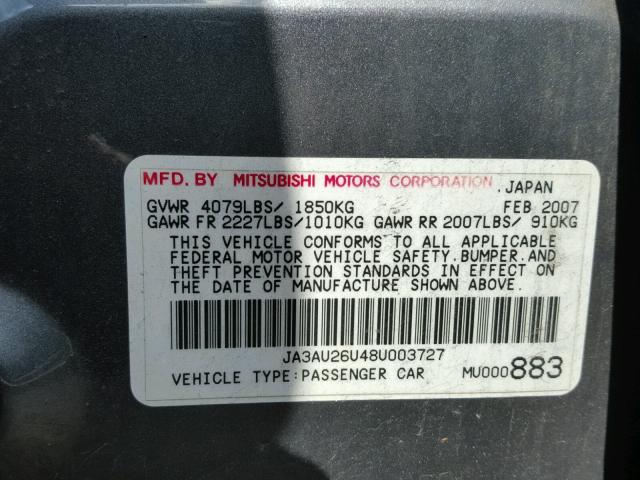 MFD. BY MITSUBISHI MOTORS CORPORATION. JAPAN
GVWR 4079LBS/ 1850KG FEB 2007
GAWR FR 2227LBS/1010KG GAWR RR 2007LBS/ 910KG
THIS VEHICLE CONFORMS TO ALL APPLICABLE
FEDERAL MOTOR VEHICLE SAFETY.BUMPER.AND
THEFT PREVENTION STANDARDS IN EFFECT ON
THE DATE OF MANUFACTURE SHOWN ABOVE.
JA3AU26U48U003727
VEHICLE TYPE:PASSENGER CAR MU000883